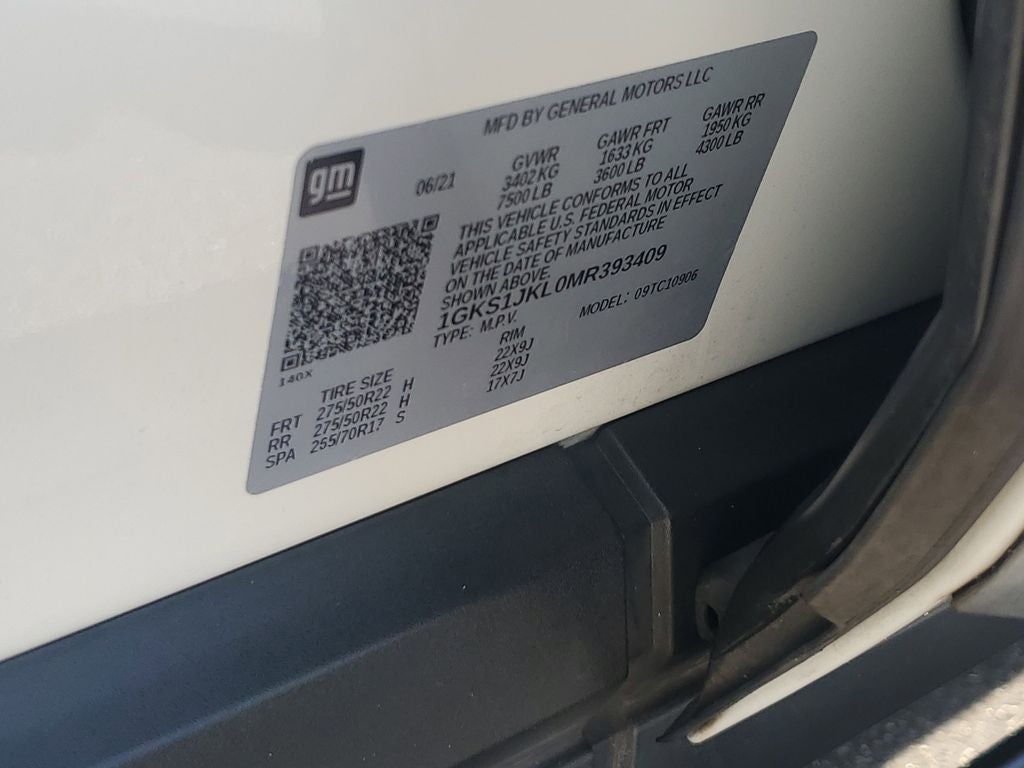 MFD BY GENERAL MOTORS LLC
gm
06/21
GVWR GAWR FRT GAWR RR
3402 KG 1633 KG 1950 KG
7500 LB 3600 LB 4300 LB
THIS VEHICLE CONFORMS TO ALL
APPLICABLE U.S. FEDERAL MOTOR
VEHICLE SAFETY STANDARDS IN EFFECT
ON THE DATE OF MANUFACTURE
SHOWN ABOVE
1GKS1JKL0MR393409
TYPE: M.P.V. MODEL: 09TC10906
140X
TIRE SIZE RIM
FRT 275/50R22 H 22X9J
RR 275/50R22 H 22X9J
SPA 265/70R17 S 17X7J